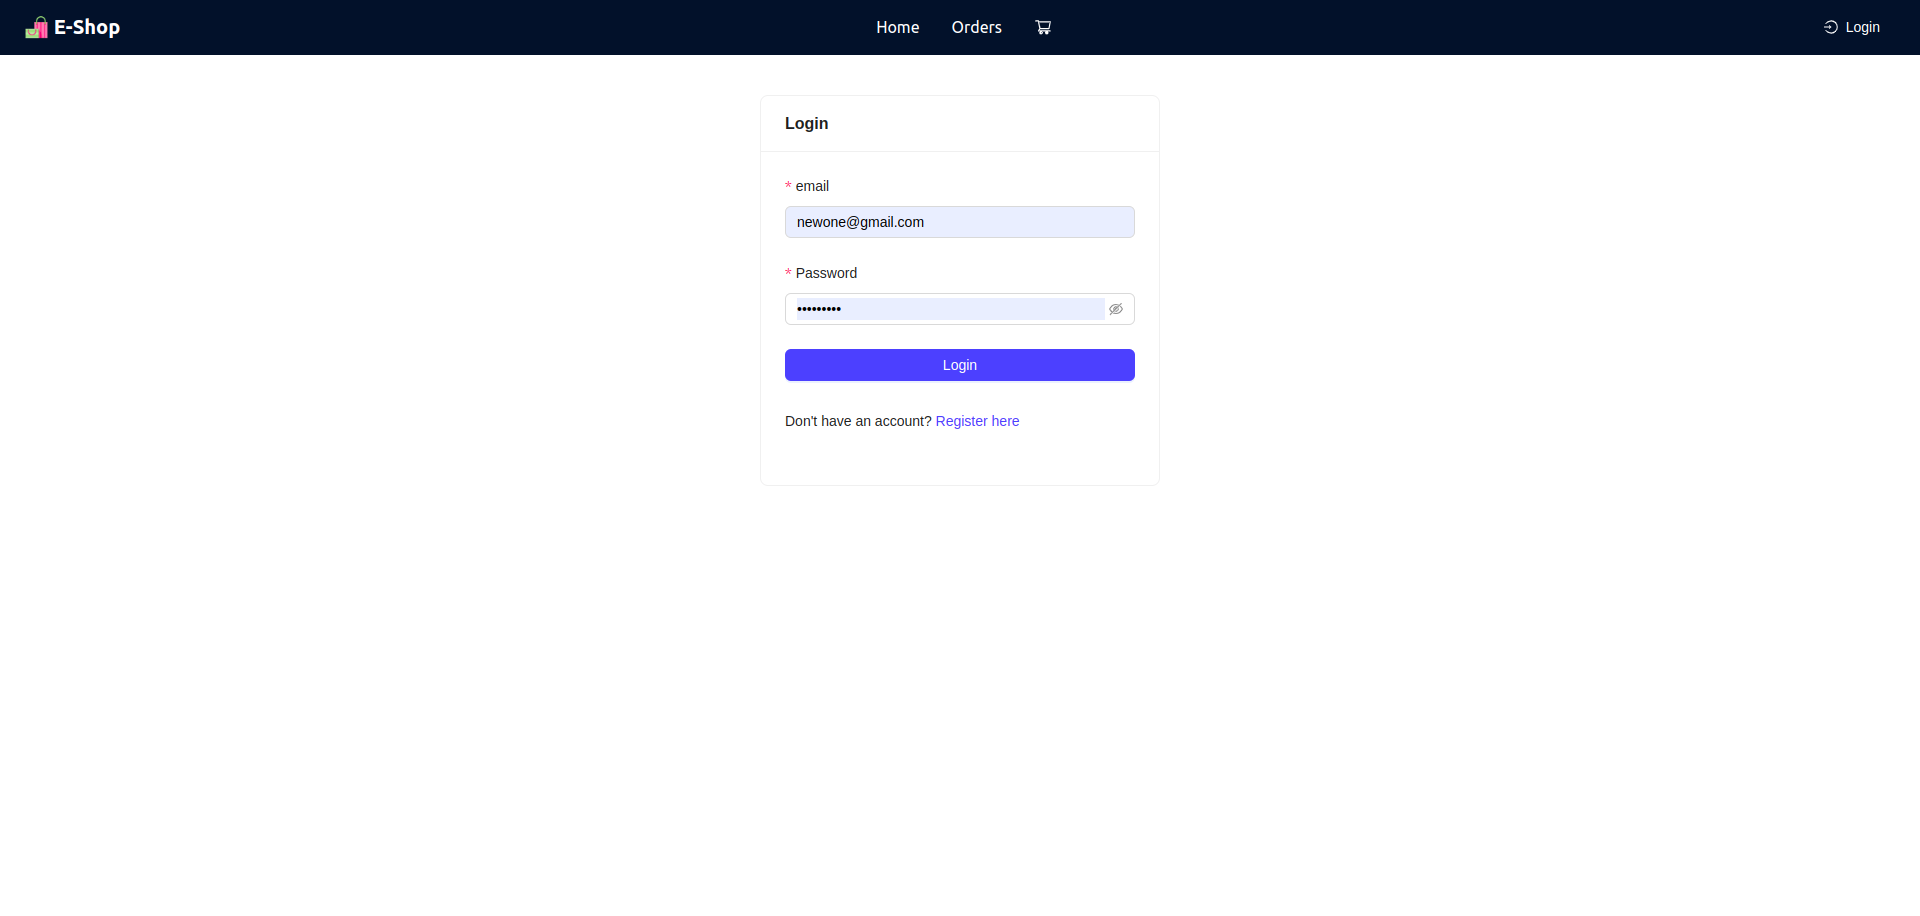 E-Shop
Home Orders
Login
Login
* email
newone@gmail.com
* Password
•••••••••
Login
Don't have an account? Register here